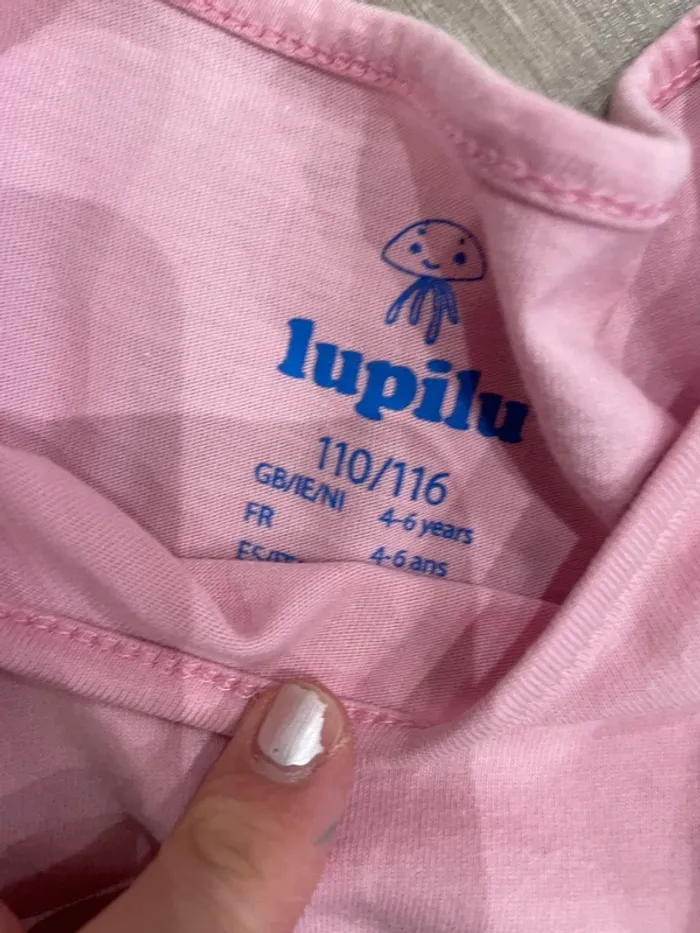 lupilu
110/116
GB/IE/NI 4-6 years
FR 4-6 ans